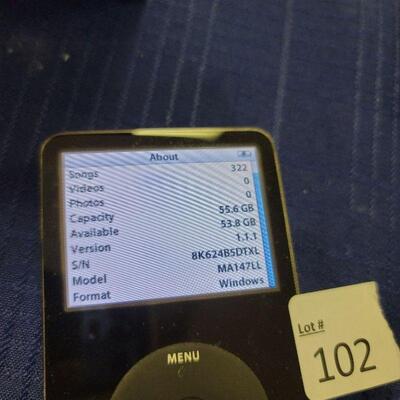 About
Songs 322
Videos 0
Photos 0
Capacity 55.6 GB
Available 53.8 GB
Version 1.1.1
S/N 8K624B5DTXL
Model MA147LL
Format Windows
MENU
Lot #
102